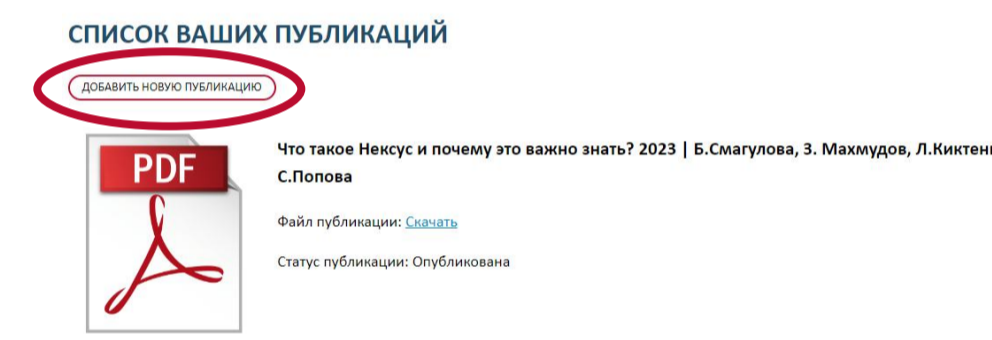 СПИСОК ВАШИХ ПУБЛИКАЦИЙ
ДОБАВИТЬ НОВУЮ ПУБЛИКАЦИЮ
PDF
Что такое Нексус и почему это важно знать? 2023 | Б.Смагулова, З. Махмудов,
С.Попова
Файл публикации: Скачать
Статус публикации: Опубликована